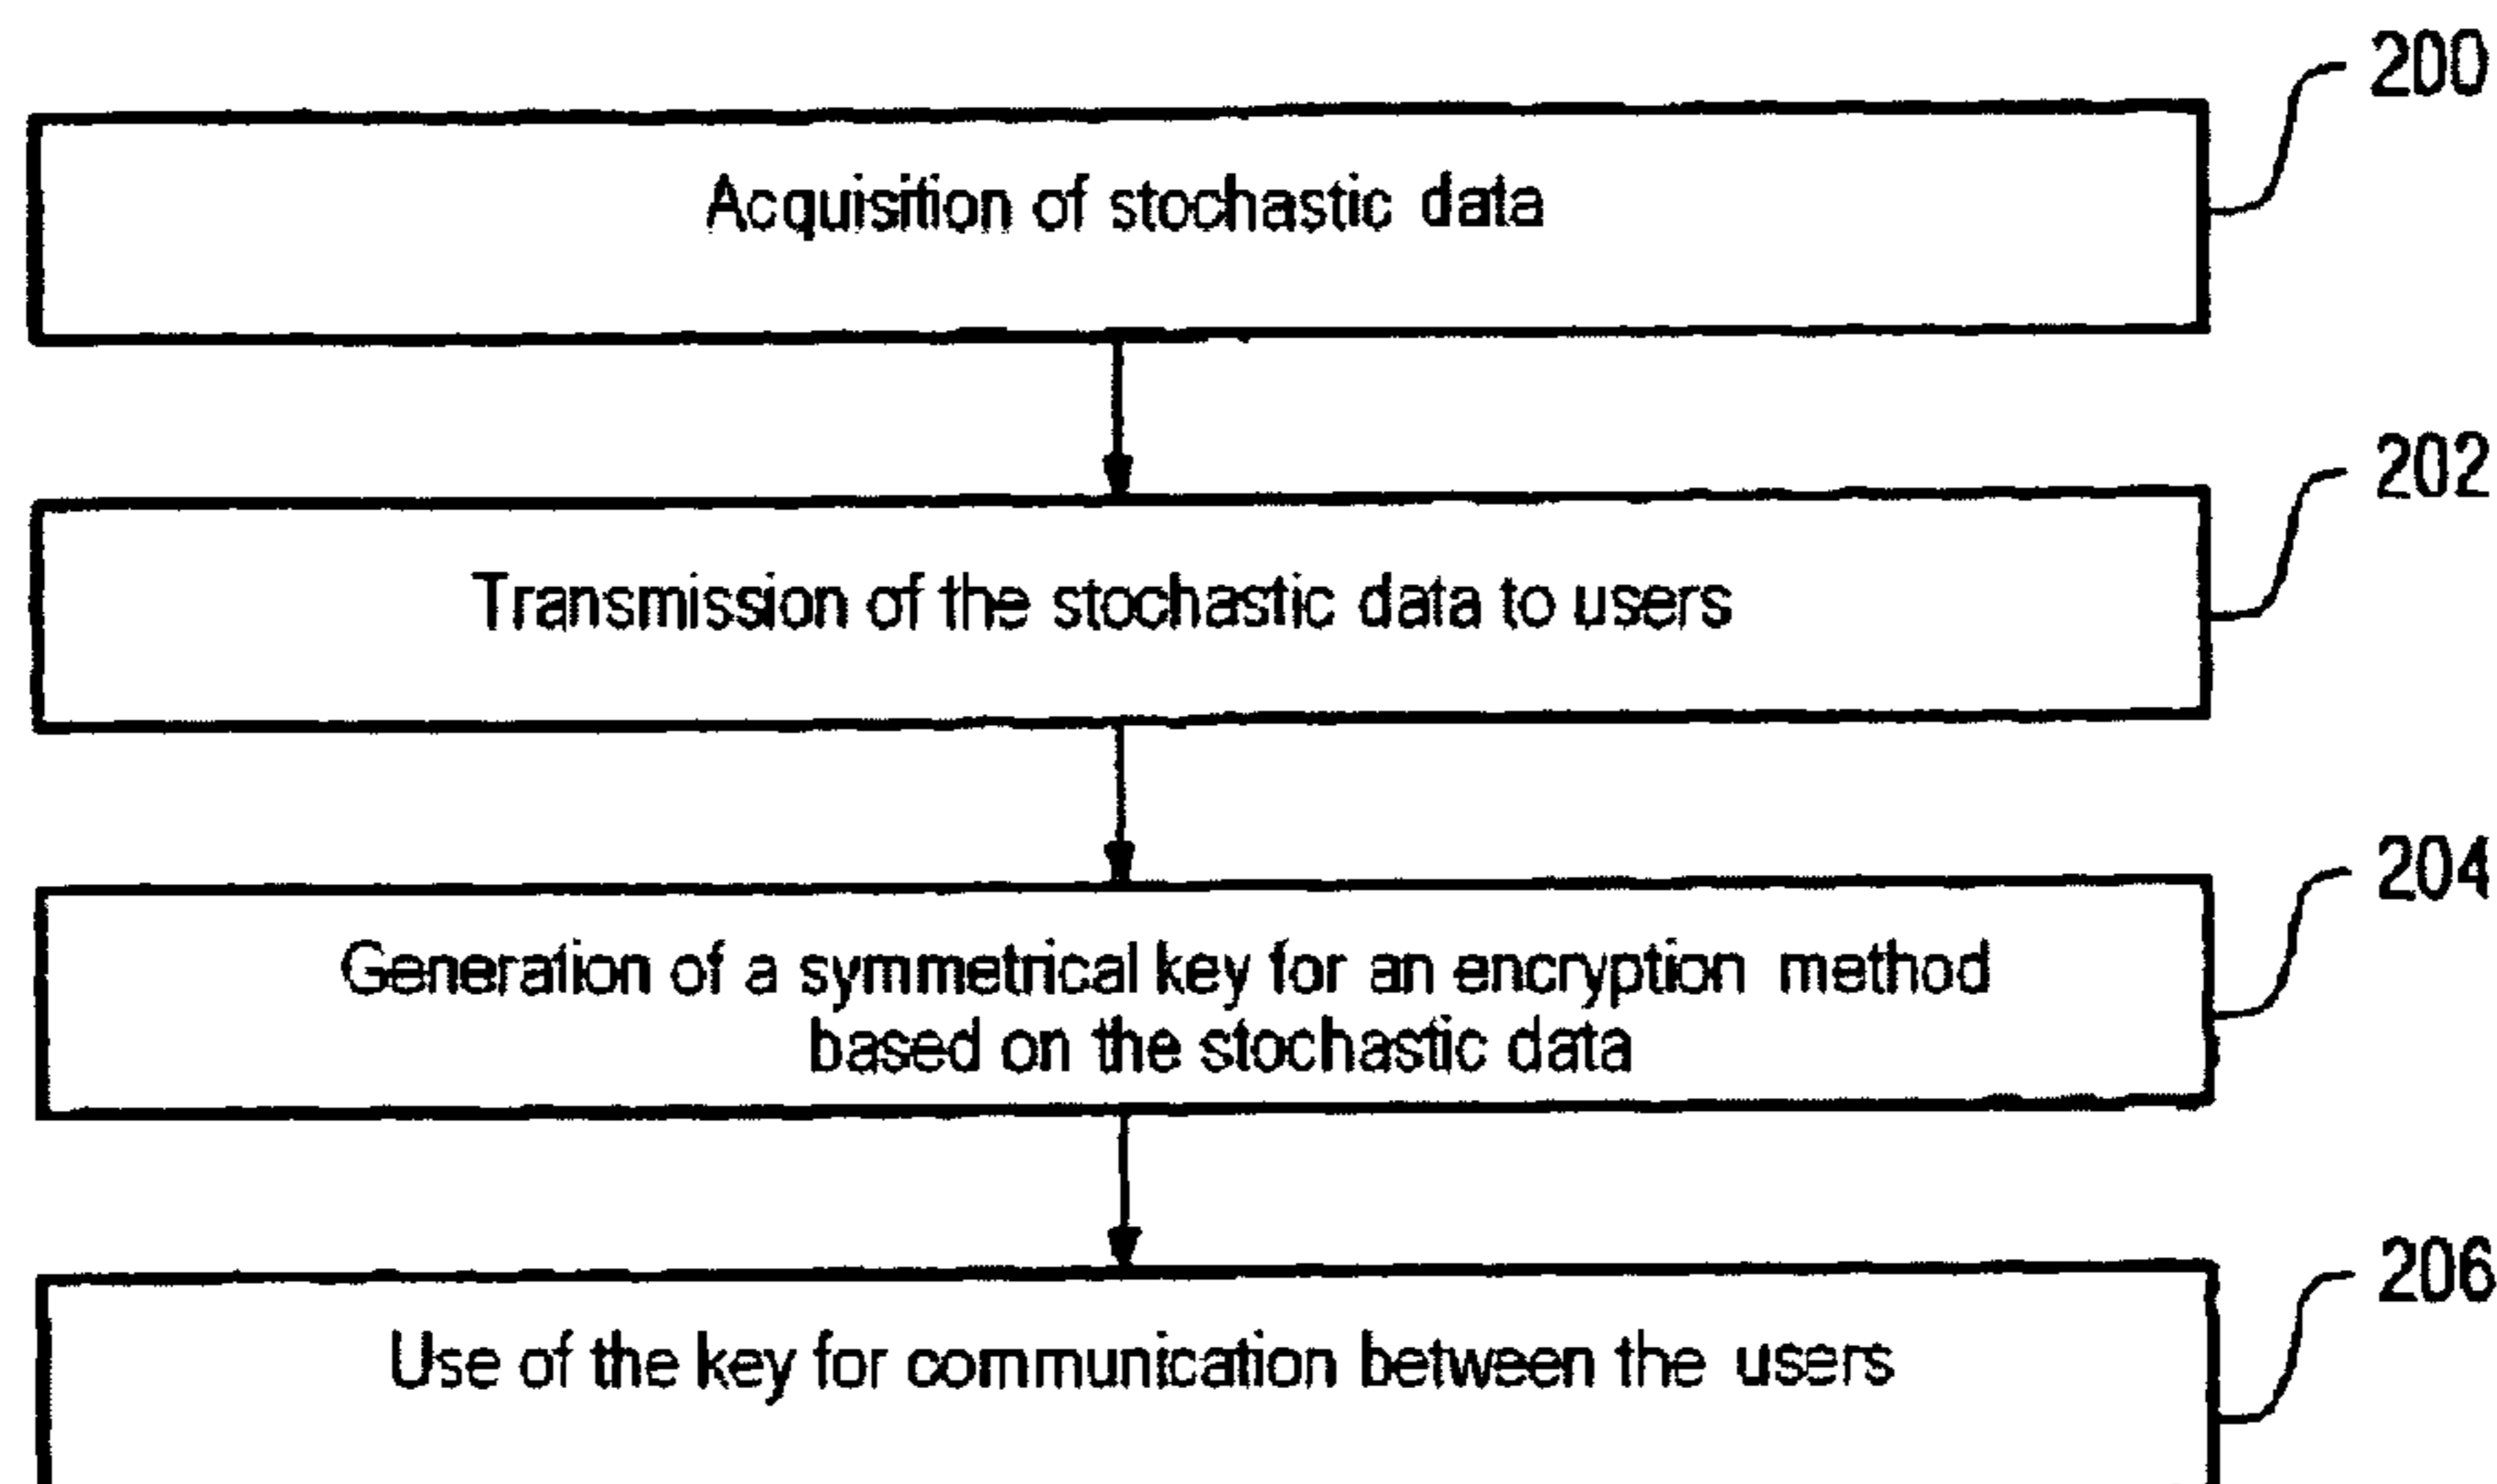 200
Acquisition of stochastic data
202
Transmission of the stochastic data to users
204
Generation of a symmetrical key for an encryption method
based on the stochastic data
206
Use of the key for communication between the users